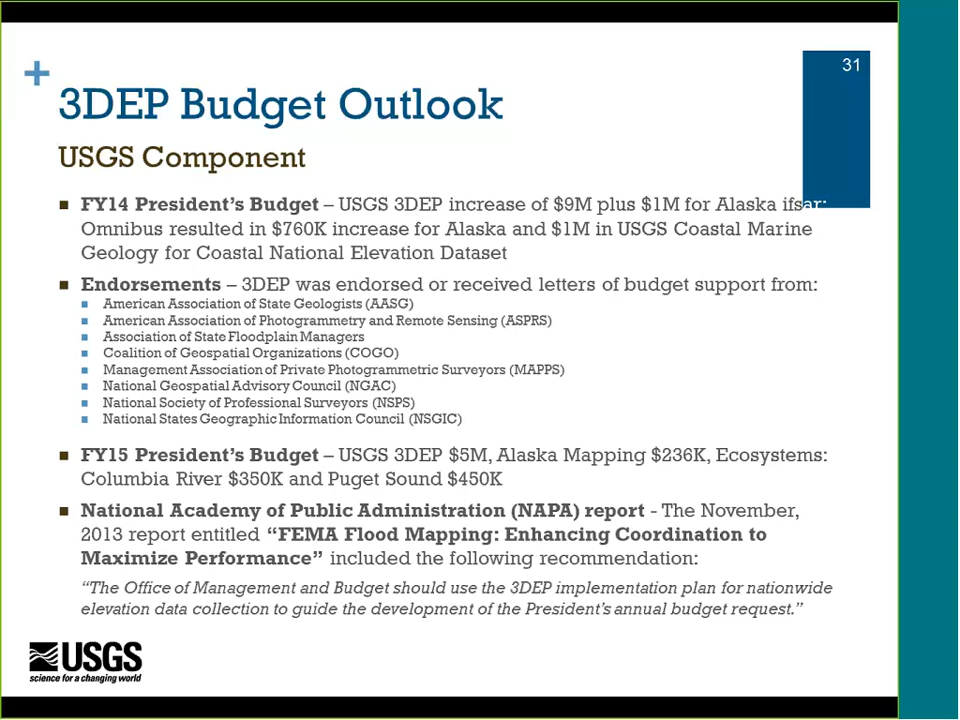 31
+
3DEP Budget Outlook
USGS Component
■ FY14 President's Budget – USGS 3DEP increase of $9M plus $1M for Alaska ifsar;
Omnibus resulted in $760K increase for Alaska and $1M in USGS Coastal Marine
Geology for Coastal National Elevation Dataset
■ Endorsements – 3DEP was endorsed or received letters of budget support from:
■ American Association of State Geologists (AASG)
■ American Association of Photogrammetry and Remote Sensing (ASPRS)
■ Association of State Floodplain Managers
■ Coalition of Geospatial Organizations (COGO)
■ Management Association of Private Photogrammetric Surveyors (MAPPS)
■ National Geospatial Advisory Council (NGAC)
■ National Society of Professional Surveyors (NSPS)
■ National States Geographic Information Council (NSGIC)
■ FY15 President's Budget – USGS 3DEP $5M, Alaska Mapping $236K, Ecosystems:
Columbia River $350K and Puget Sound $450K
■ National Academy of Public Administration (NAPA) report - The November,
2013 report entitled “FEMA Flood Mapping: Enhancing Coordination to
Maximize Performance” included the following recommendation:
“The Office of Management and Budget should use the 3DEP implementation plan for nationwide
elevation data collection to guide the development of the President's annual budget request.”
USGS
science for a changing world